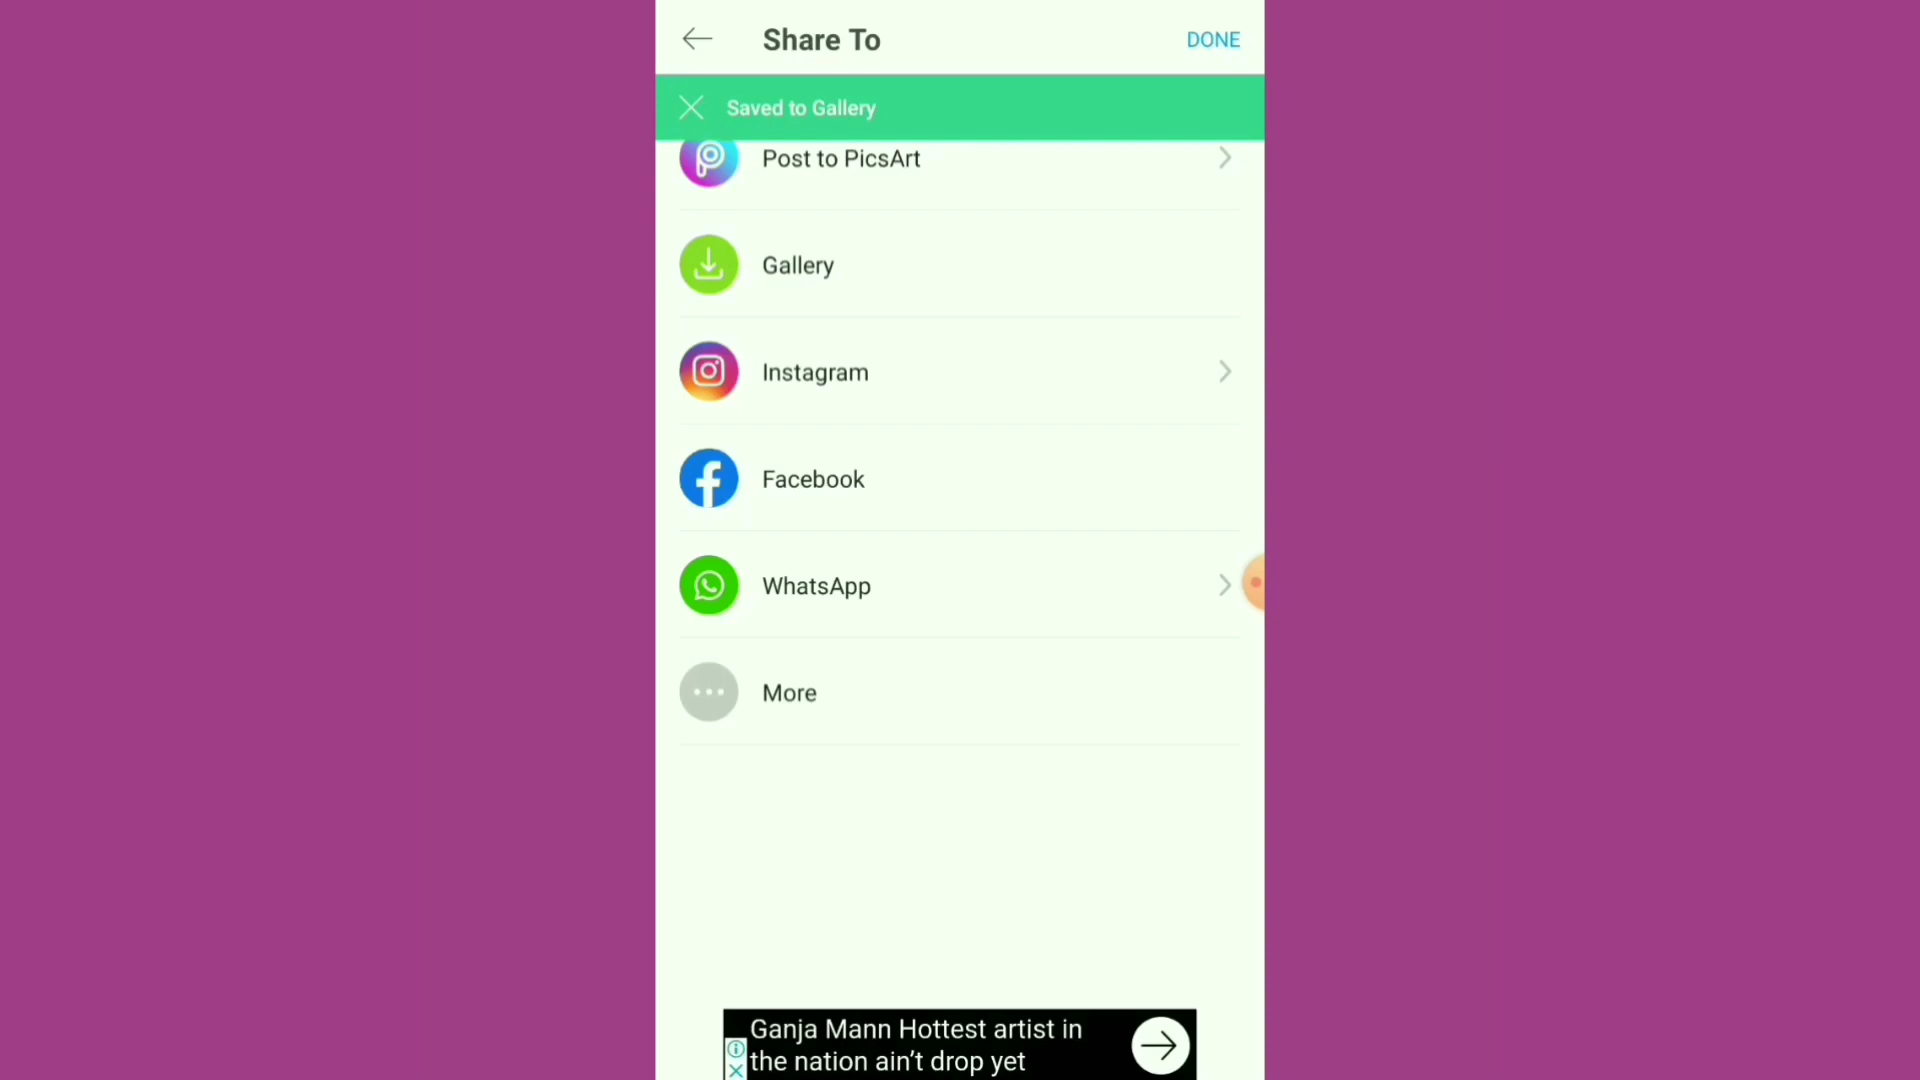 Share To
DONE
Saved to Gallery
Post to PicsArt
Gallery
Instagram
Facebook
WhatsApp
More
Ganja Mann Hottest artist in
the nation ain’t drop yet